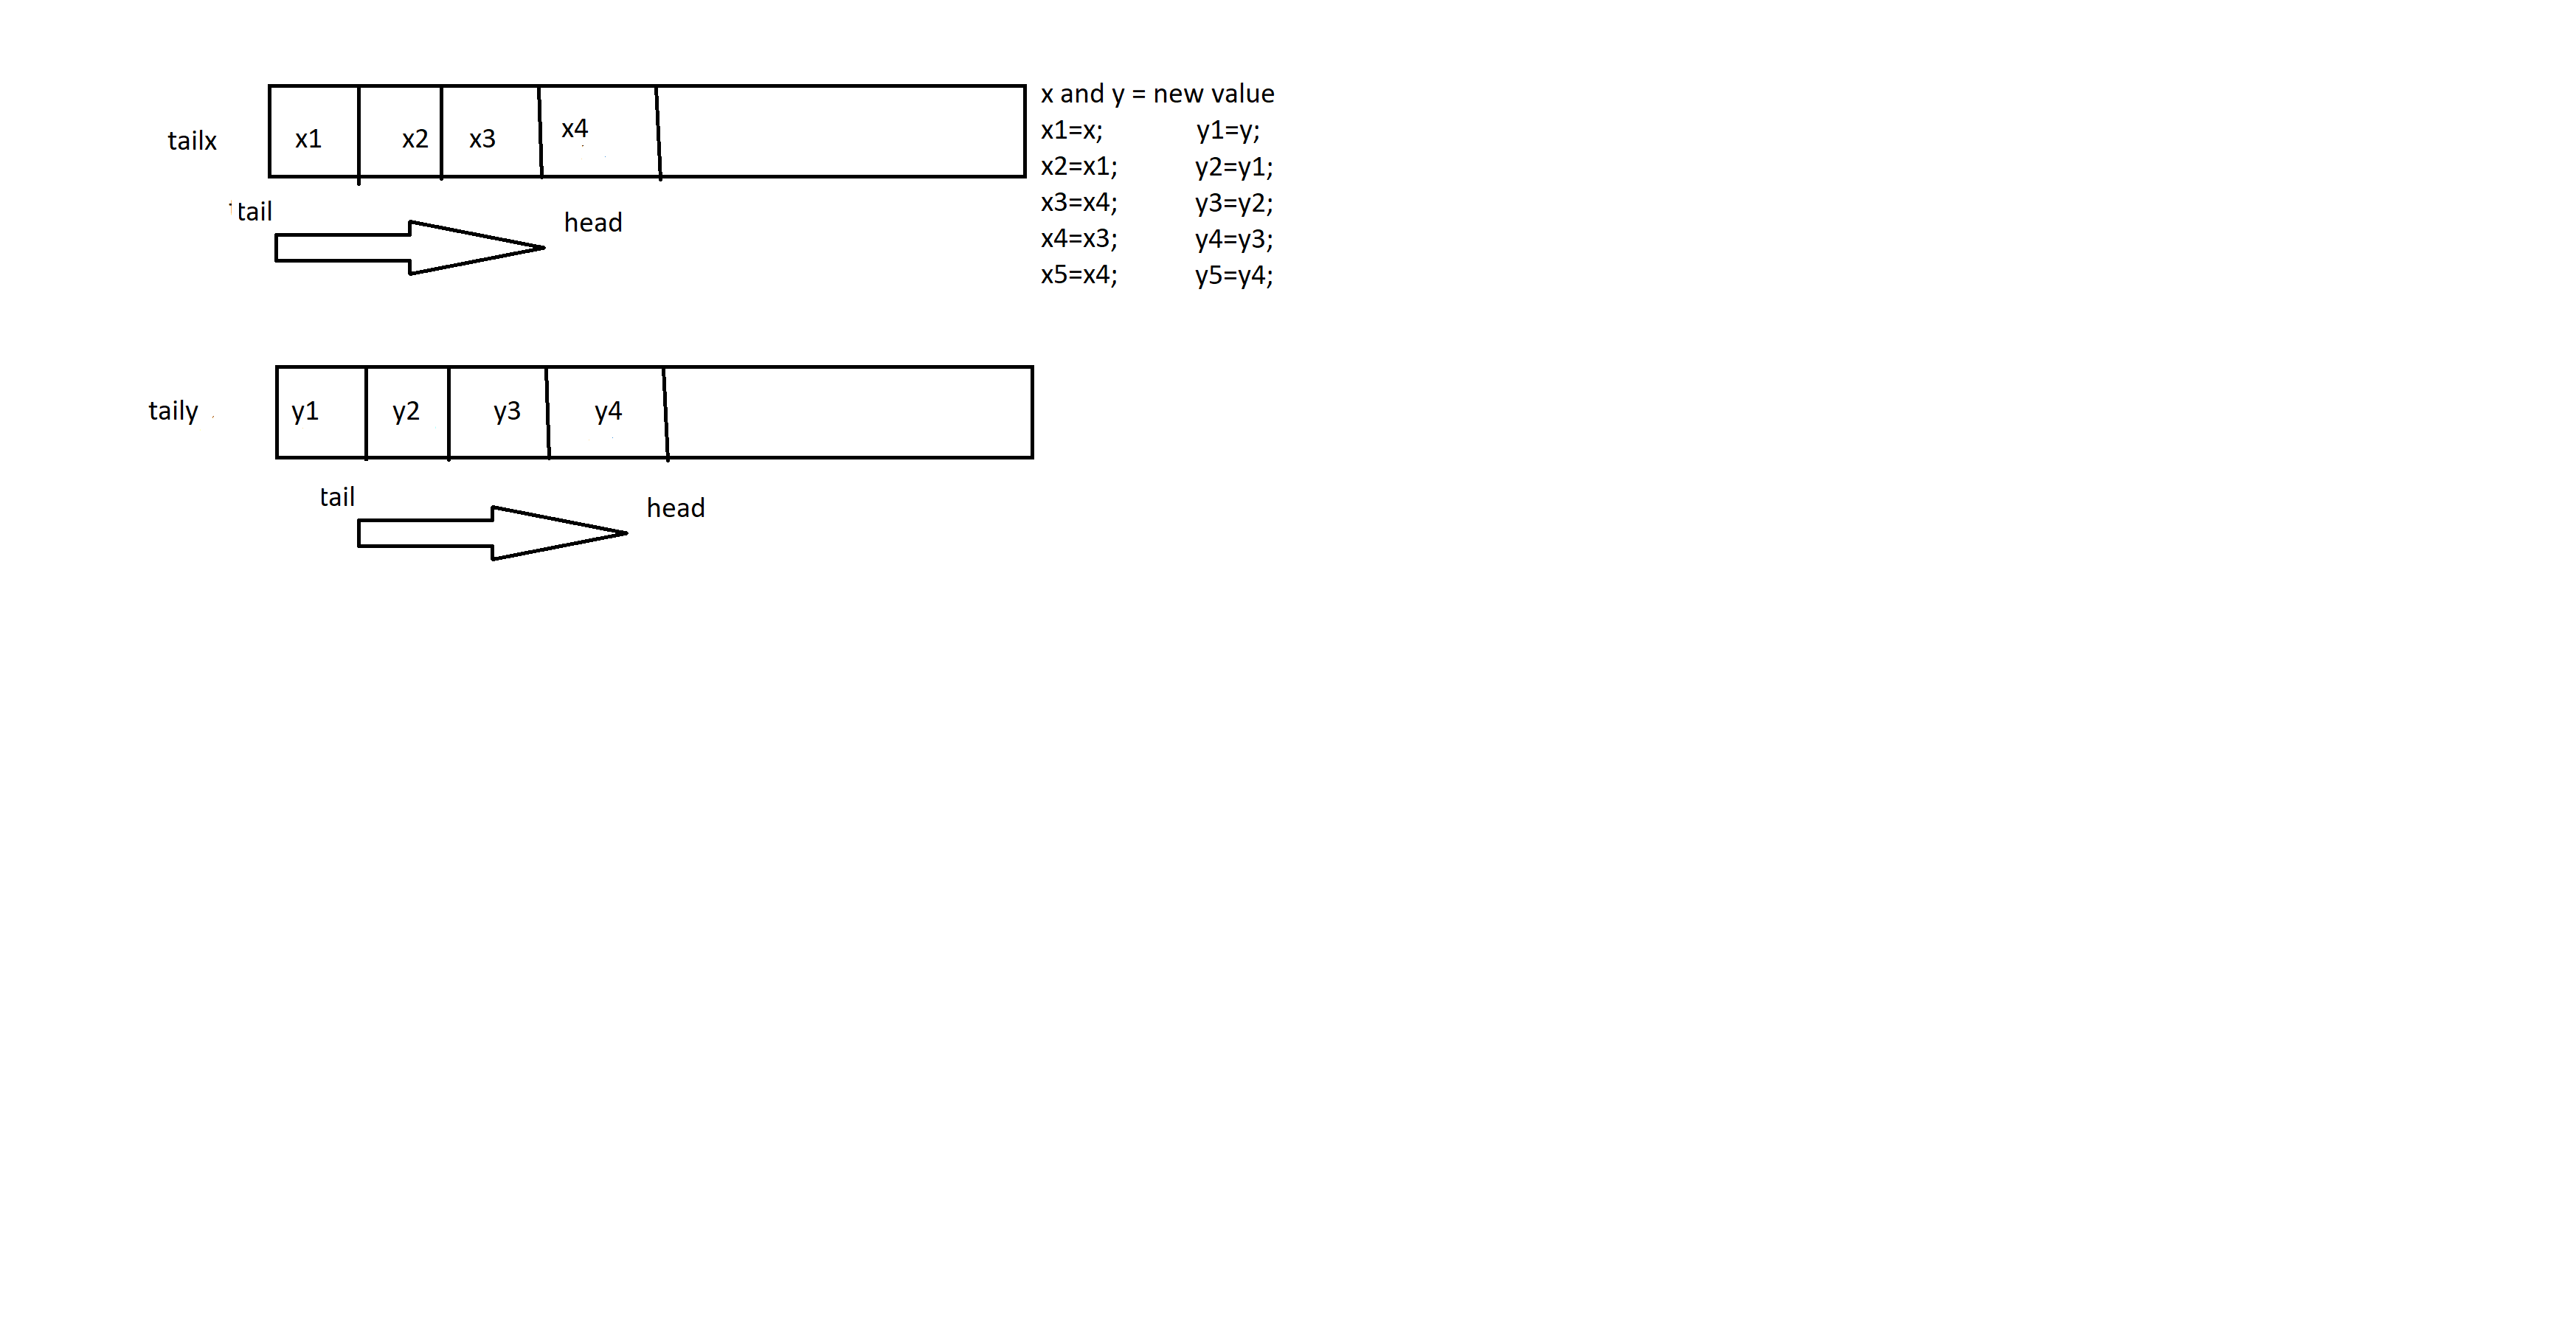 x and y = new value
tailx x1 x2 x3 x4
x1=x; y1=y;
x2=x1; y2=y1;
x3=x4; y3=y2;
x4=x3; y4=y3;
x5=x4; y5=y4;
tail head
taily y1 y2 y3 y4
tail head